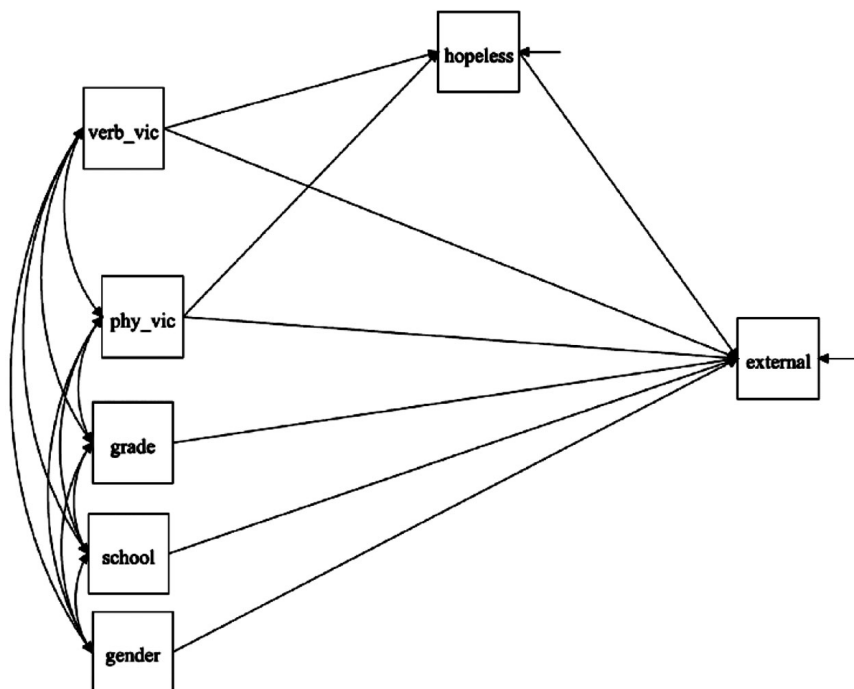 hopeless
verb_vic
phy_vic
external
grade
school
gender